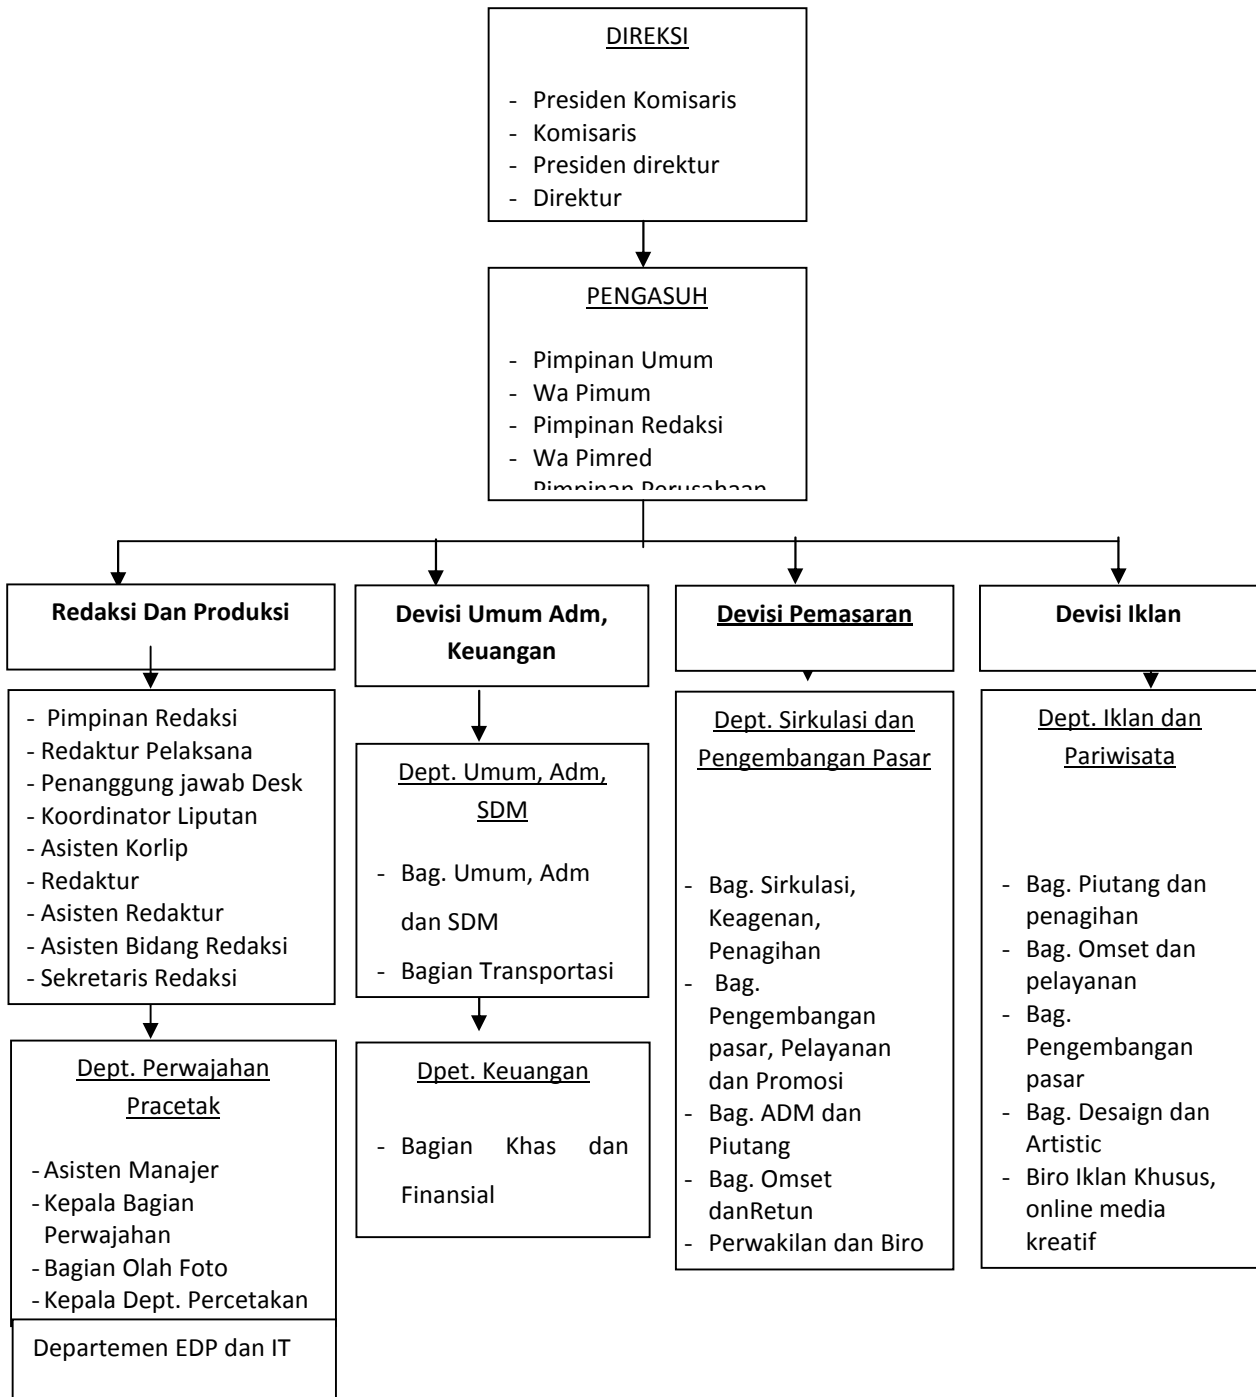 DIREKSI
- Presiden Komisaris
- Komisaris
- Presiden direktur
- Direktur
PENGASUH
- Pimpinan Umum
- Wa Pimum
- Pimpinan Redaksi
- Wa Pimred
Pimpinan Perusahaan
Redaksi Dan Produksi
- Pimpinan Redaksi
- Redaktur Pelaksana
- Penanggung jawab Desk
- Koordinator Liputan
- Asisten Korlip
- Redaktur
- Asisten Redaktur
- Asisten Bidang Redaksi
- Sekretaris Redaksi
Dept. Perwajahan
Pracetak
- Asisten Manajer
- Kepala Bagian
Perwajahan
- Bagian Olah Foto
- Kepala Dept. Percetakan
Departemen EDP dan IT
Devisi Umum Adm,
Keuangan
Dept. Umum, Adm,
SDM
- Bag. Umum, Adm
dan SDM
- Bagian Transportasi
Dpet. Keuangan
- Bagian Khas dan
Finansial
Devisi Pemasaran
Dept. Sirkulasi dan
Pengembangan Pasar
- Bag. Sirkulasi,
Keagenan,
Penagihan
- Bag.
Pengembangan
pasar, Pelayanan
dan Promosi
- Bag. ADM dan
Piutang
- Bag. Omset
danRetun
- Perwakilan dan Biro
Devisi Iklan
Dept. Iklan dan
Pariwisata
- Bag. Piutang dan
penagihan
- Bag. Omset dan
pelayanan
- Bag.
Pengembangan
pasar
- Bag. Desaign dan
Artistic
- Biro Iklan Khusus,
online media
kreatif